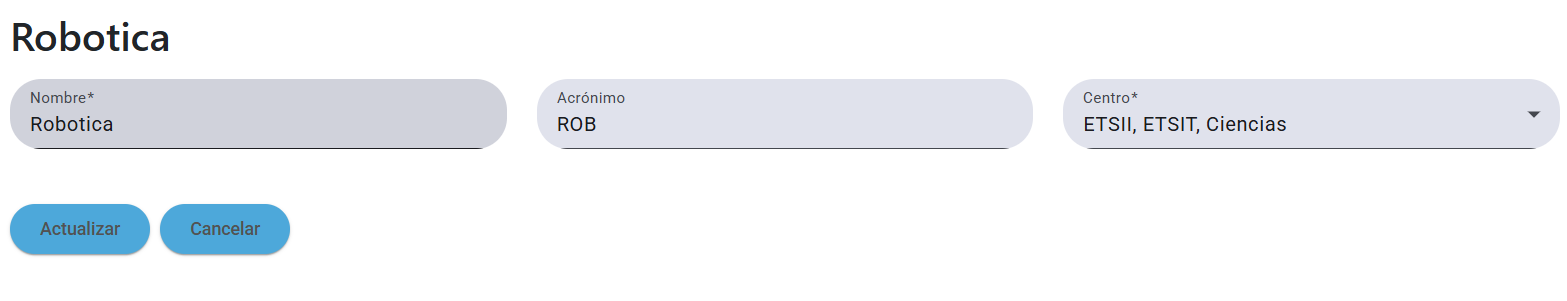 Robotica
Nombre*
Robotica
Acrónimo
ROB
Centro*
ETSII, ETSIT, Ciencias
Actualizar
Cancelar